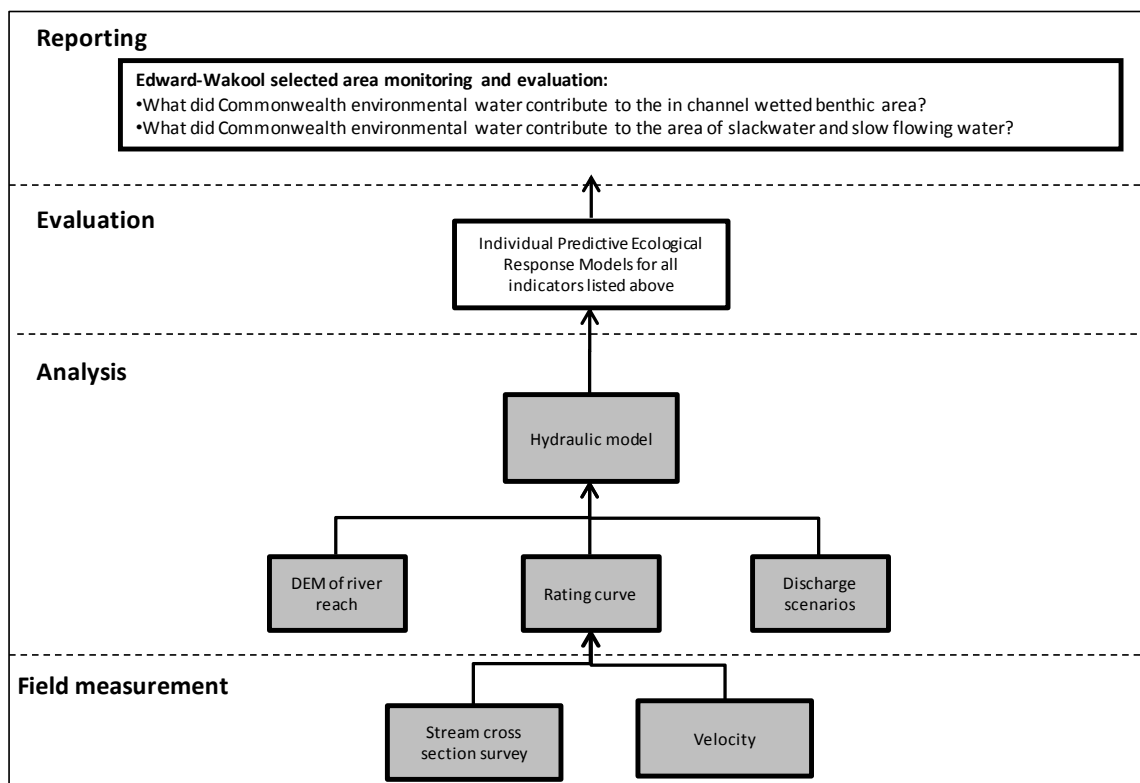 Reporting
Edward-Wakool selected area monitoring and evaluation:
•What did Commonwealth environmental water contribute to the in channel wetted benthic area?
•What did Commonwealth environmental water contribute to the area of slackwater and slow flowing water?
Evaluation
Individual Predictive Ecological
Response Models for all
indicators listed above
Analysis
Hydraulic model
DEM of river
reach
Rating curve
Discharge
scenarios
Field measurement
Stream cross
section survey
Velocity